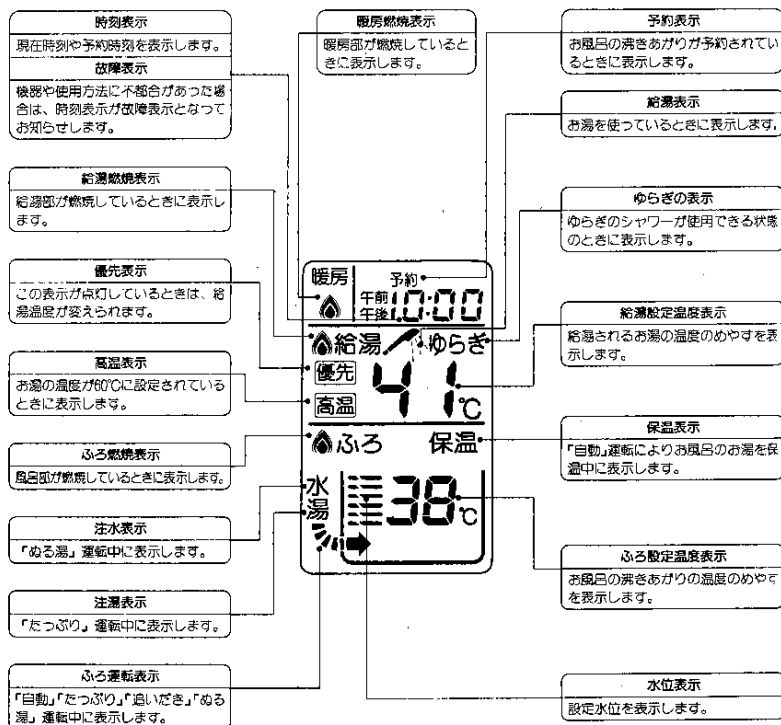 時刻表示
現在時刻や予約時刻を表示します。
故障表示
機器や使用方法に不都合があった場
合は、時刻表示が故障表示となって
お知らせします。
給湯燃焼表示
給湯部が燃焼しているときに表示し
ます。
優先表示
この表示が点灯しているときは、給
湯温度が変えられます。
高温表示
お湯の温度が60℃に設定されている
ときに表示します。
ふろ燃焼表示
風呂部が燃焼しているときに表示します。
注水表示
「ぬる湯」運転中に表示します。
注湯表示
「たっぷり」運転中に表示します。
ふろ運転表示
「自動」「たっぷり」「追いだき」「ぬる
湯」運転中に表示します。
暖房燃焼表示
暖房部が燃焼していると
きに表示します。
暖房
予約
午前
午後
10:00
給湯
ゆらぎ
優先
高温
41℃
ふろ
保温
水
湯
38℃
予約表示
お風呂の沸きあがりが予約されてい
るときに表示します。
給湯表示
お湯を使っているときに表示します。
ゆらぎの表示
ゆらぎのシャワーが使用できる状態
のときに表示します。
給湯設定温度表示
給湯されるお湯の温度のめやすを表
示します。
保温表示
「自動」運転によりお風呂のお湯を保
温中に表示します。
ふろ設定温度表示
お風呂の沸きあがりの温度のめやす
を表示します。
水位表示
設定水位を表示します。